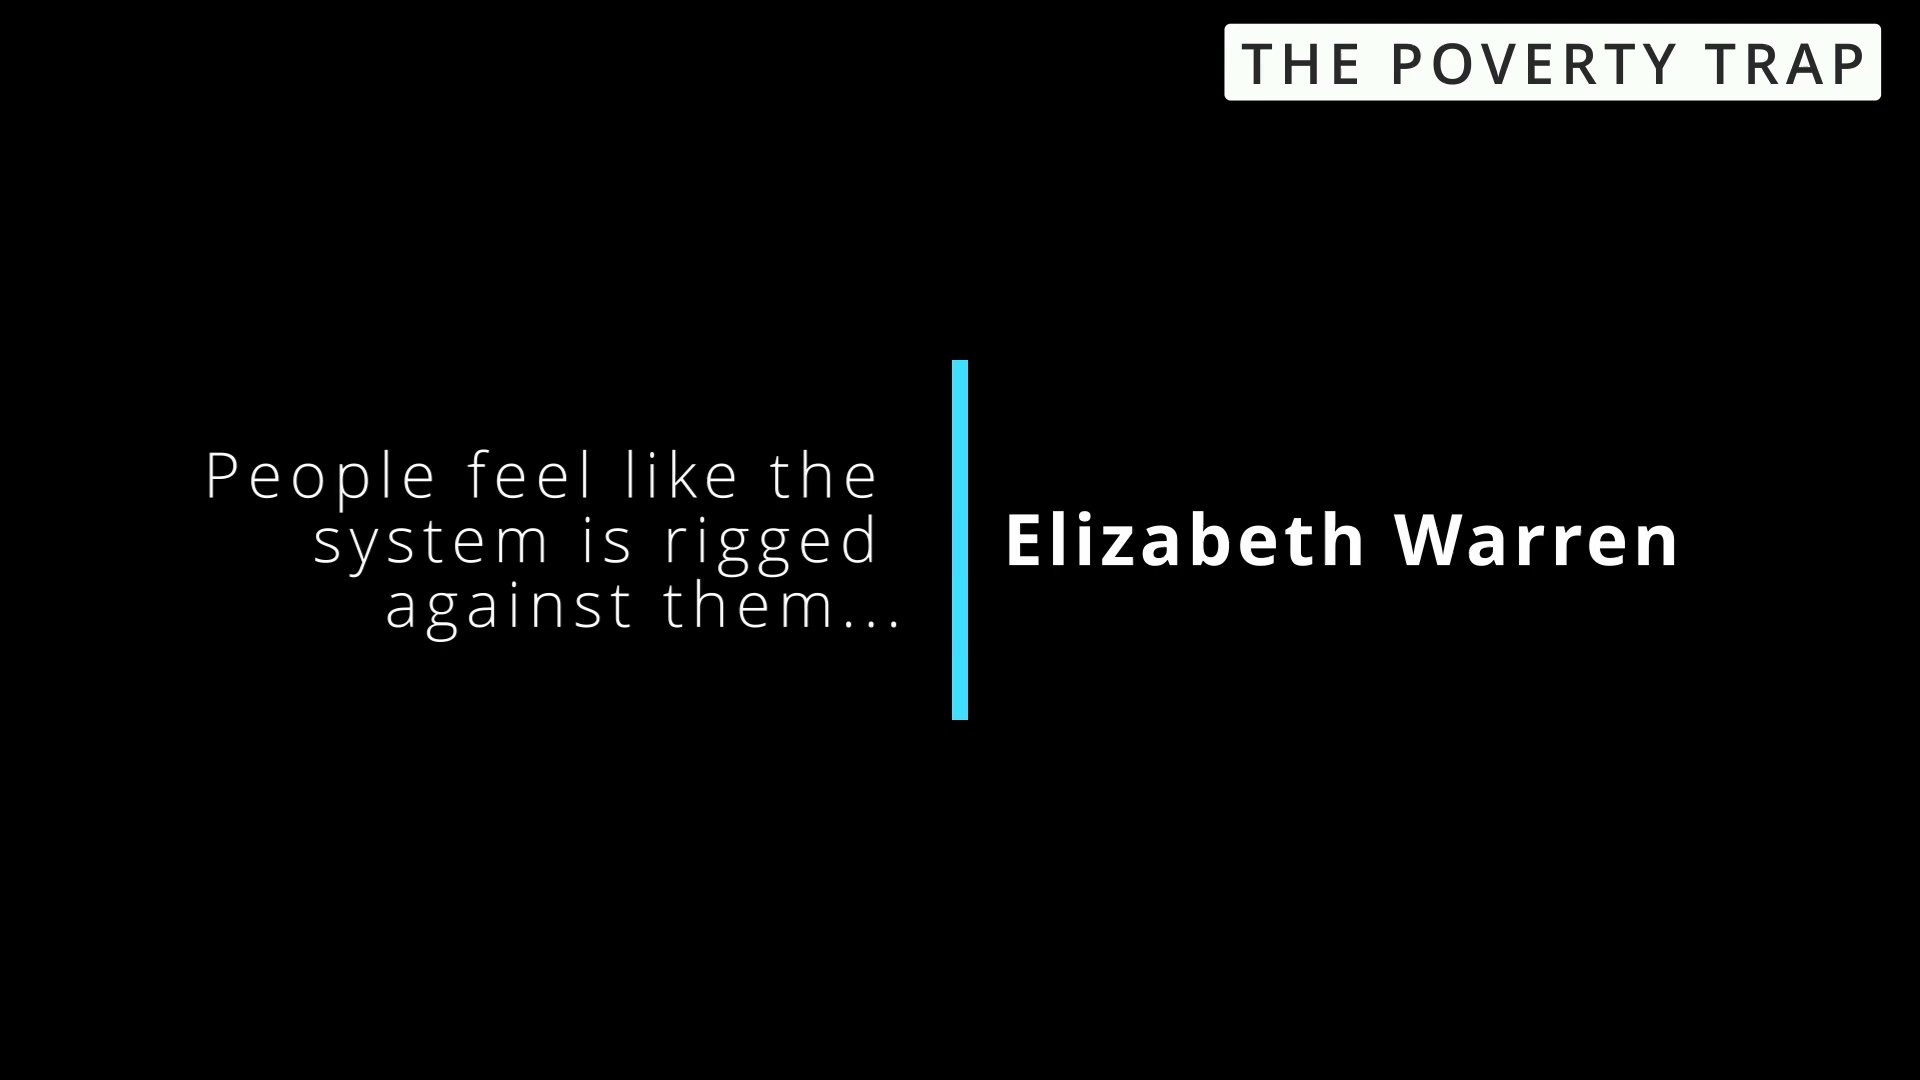 THE POVERTY TRAP
People feel like the
system is rigged
against them...
Elizabeth Warren